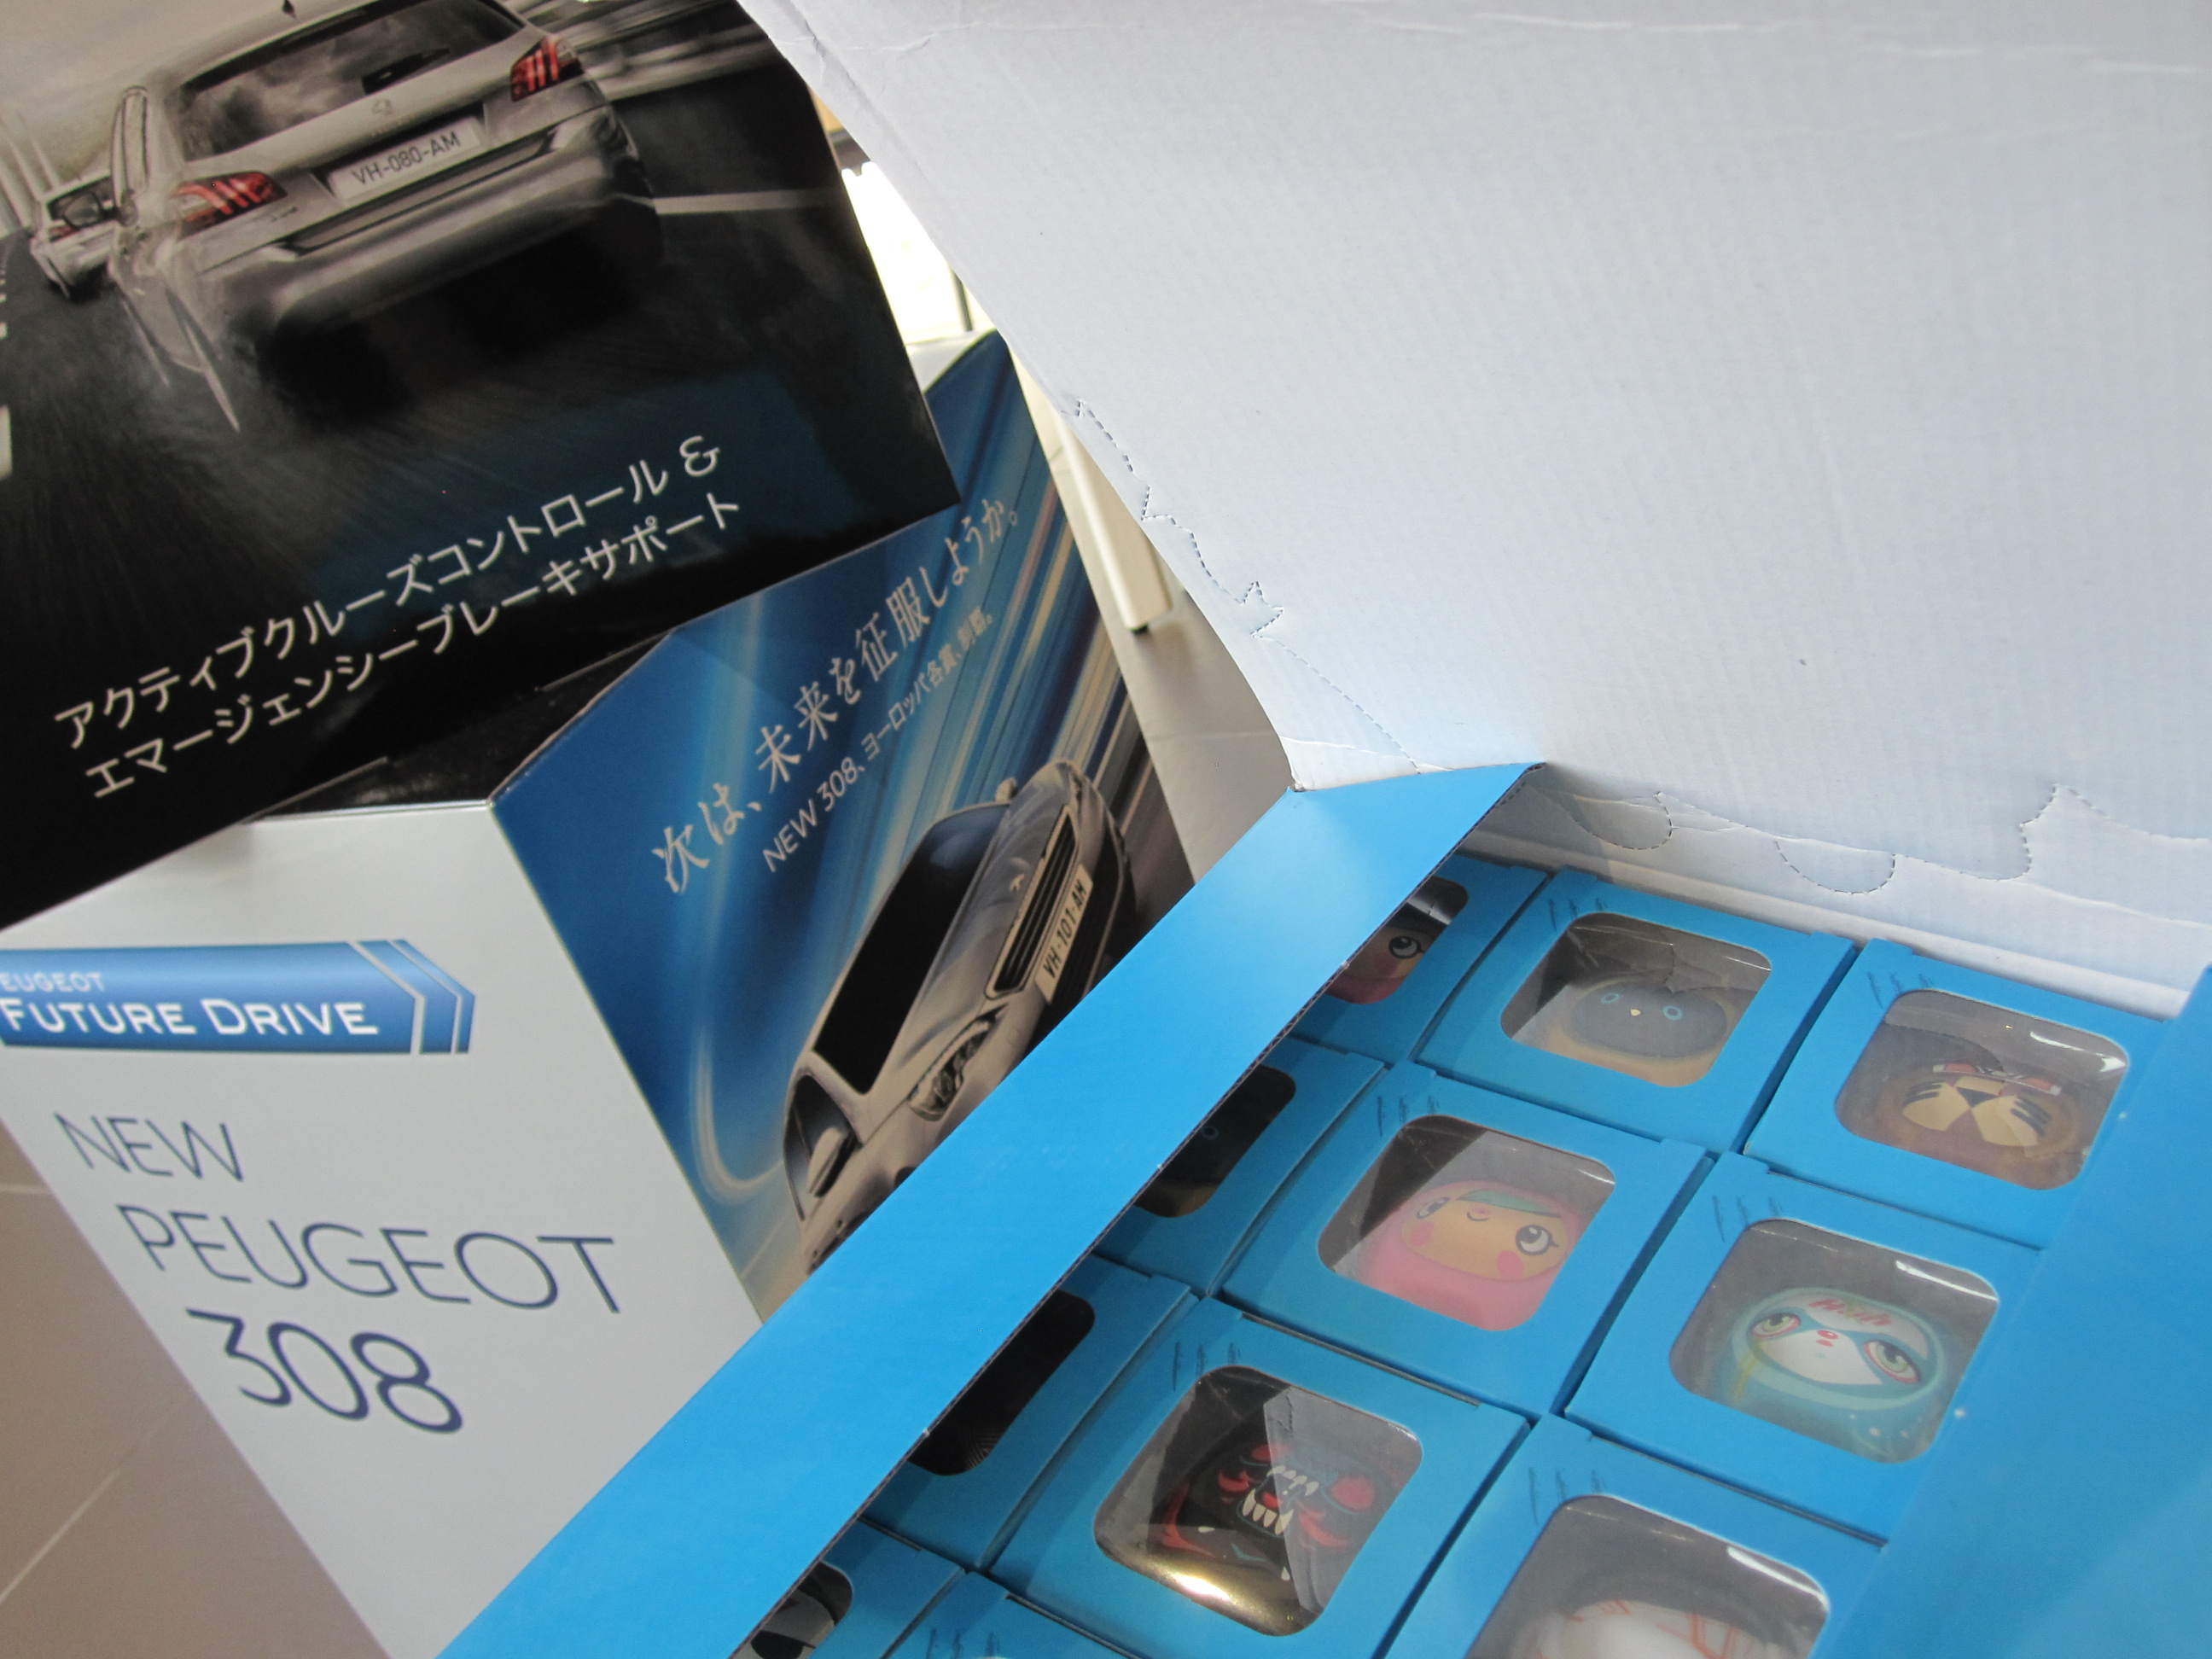 VH-080-AM
アクティブクルーズコントロール &
エマージェンシーブレーキサポート
次は、未来を征服しようか。
NEW 308、ヨーロッパ各賞、制覇。
VH-101-AM
EUGEOT
FUTURE DRIVE
NEW
PEUGEOT
308